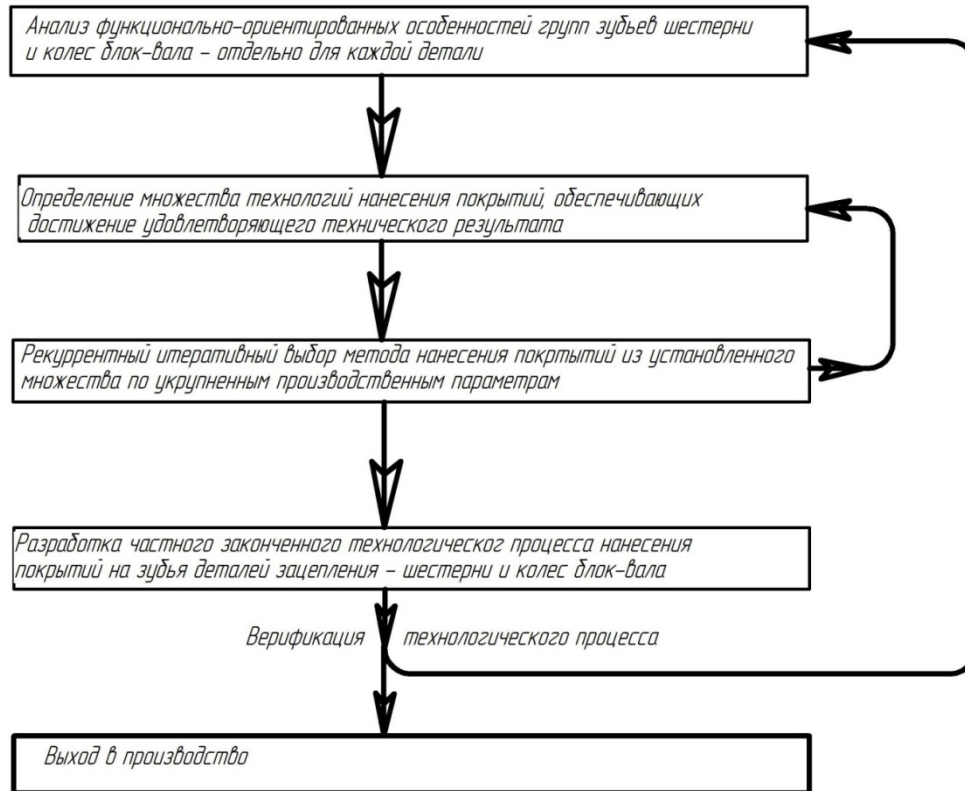 Анализ функционально-ориентированных особенностей групп зубьев шестерни
и колес блок-вала – отдельно для каждой детали
Определение множества технологий нанесения покрытий, обеспечивающих
достижение удовлетворяющего технического результата
Рекуррентный итеративный выбор метода нанесения покртытий из установленного
множества по укрупненным производственным параметрам
Разработка частного законченного технологическог процесса нанесения
покрытий на зубья деталей зацепления – шестерни и колес блок-вала
Верификация технологического процесса
Выход в производство